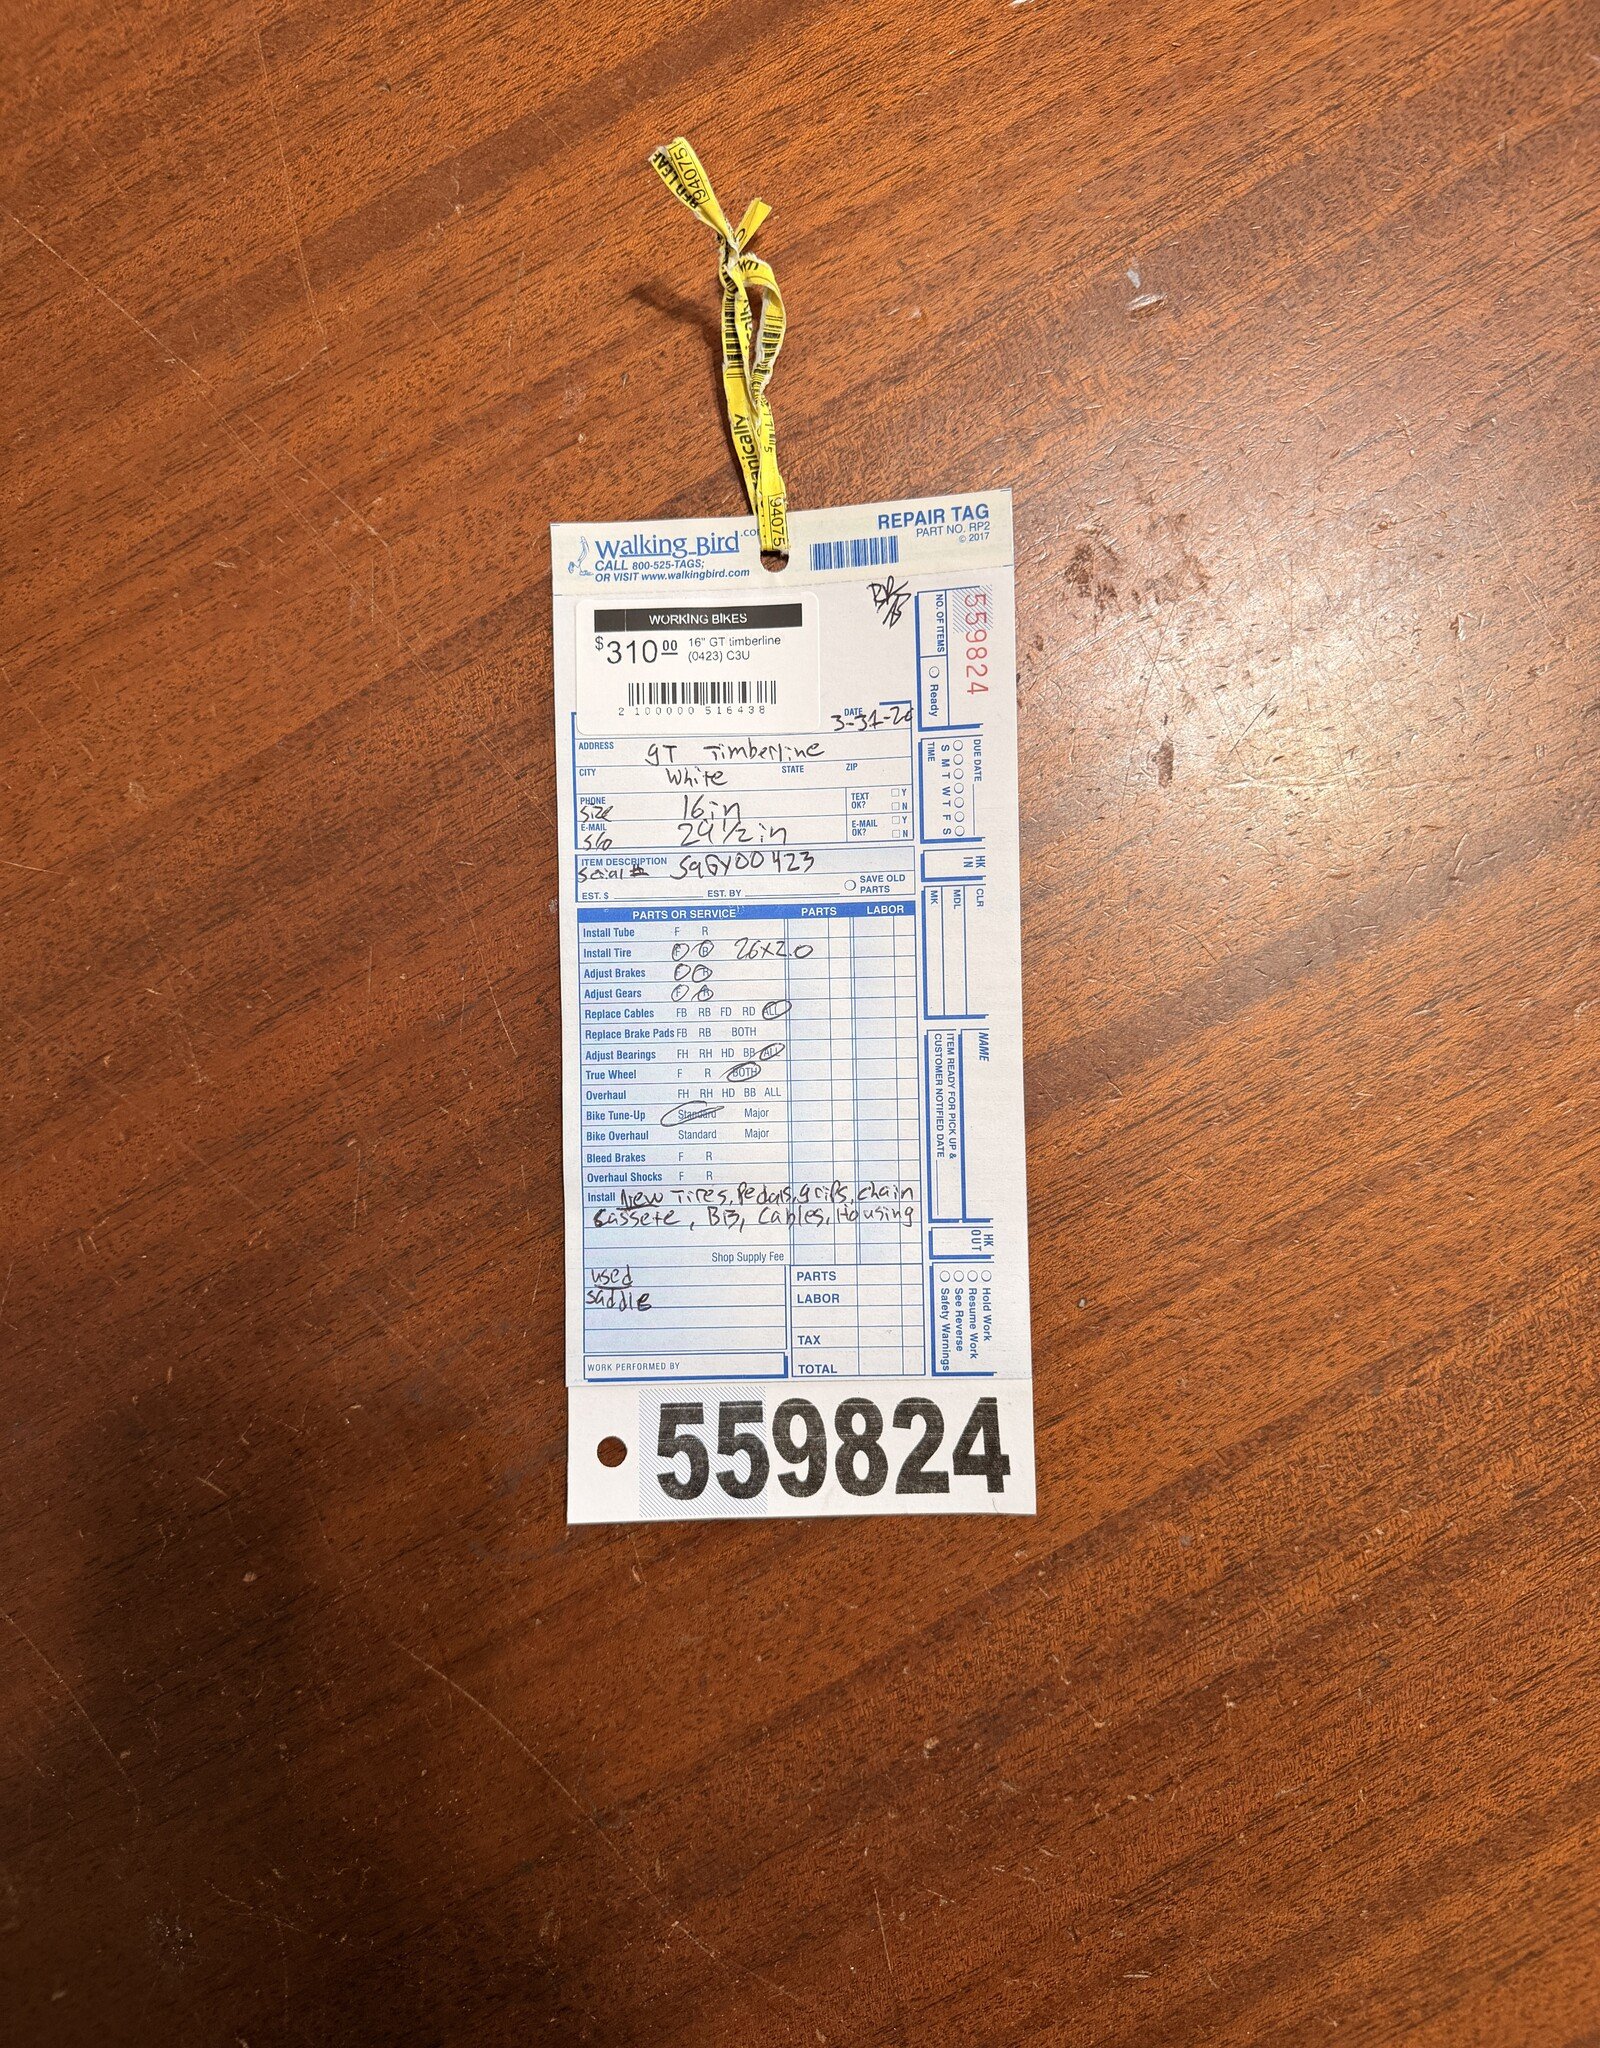 94075
94075
anically
Walking Bird
CALL 800-525-TAGS;
OR VISIT www.walkingbird.com
REPAIR TAG
PART NO. RP2
© 2017
WORKING BIKES
$310.00 16" GT timberline
(0423) C3U
2 100000 516438
DATE
ADDRESS GT Timberline
CITY White STATE ZIP
PHONE
Size 16in
TEXT OK? Y N
E-MAIL
S/o 29 1/2 in
E-MAIL OK? Y N
ITEM DESCRIPTION
Serial # S9GY00423
EST. $ EST. BY SAVE OLD PARTS
PARTS OR SERVICE PARTS LABOR
Install Tube F R
Install Tire F R 26x2.0
Adjust Brakes F R
Adjust Gears F R
Replace Cables FB RB FD RD ALL
Replace Brake Pads FB RB BOTH
Adjust Bearings FH RH HD BB ALL
True Wheel F R BOTH
Overhaul FH RH HD BB ALL
Bike Tune-Up Standard Major
Bike Overhaul Standard Major
Bleed Brakes F R
Overhaul Shocks F R
Install New Tires, Pedals, grips, chain
Cassete, BB, Cables, Housing
Shop Supply Fee
used
saddle
PARTS
LABOR
TAX
TOTAL
WORK PERFORMED BY
559824
NO. OF ITEMS
Ready
DUE DATE
S M T W T F S
TIME
HK IN
CLR
MDL
MK
NAME
ITEM READY FOR PICK UP &
CUSTOMER NOTIFIED DATE
HK OUT
Hold Work
Resume Work
See Reverse
Safety Warnings
559824